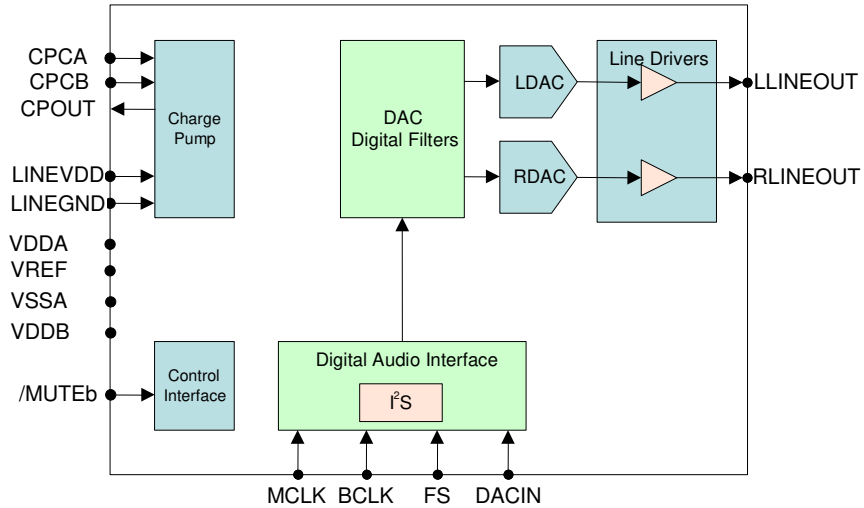 CPCA
CPCB
CPOUT
LINEVDD
LINEGND
VDDA
VREF
VSSA
VDDB
/MUTEb
Charge
Pump
Control
Interface
DAC
Digital Filters
LDAC
RDAC
Line Drivers
LLINEOUT
RLINEOUT
Digital Audio Interface
I²S
MCLK
BCLK
FS
DACIN